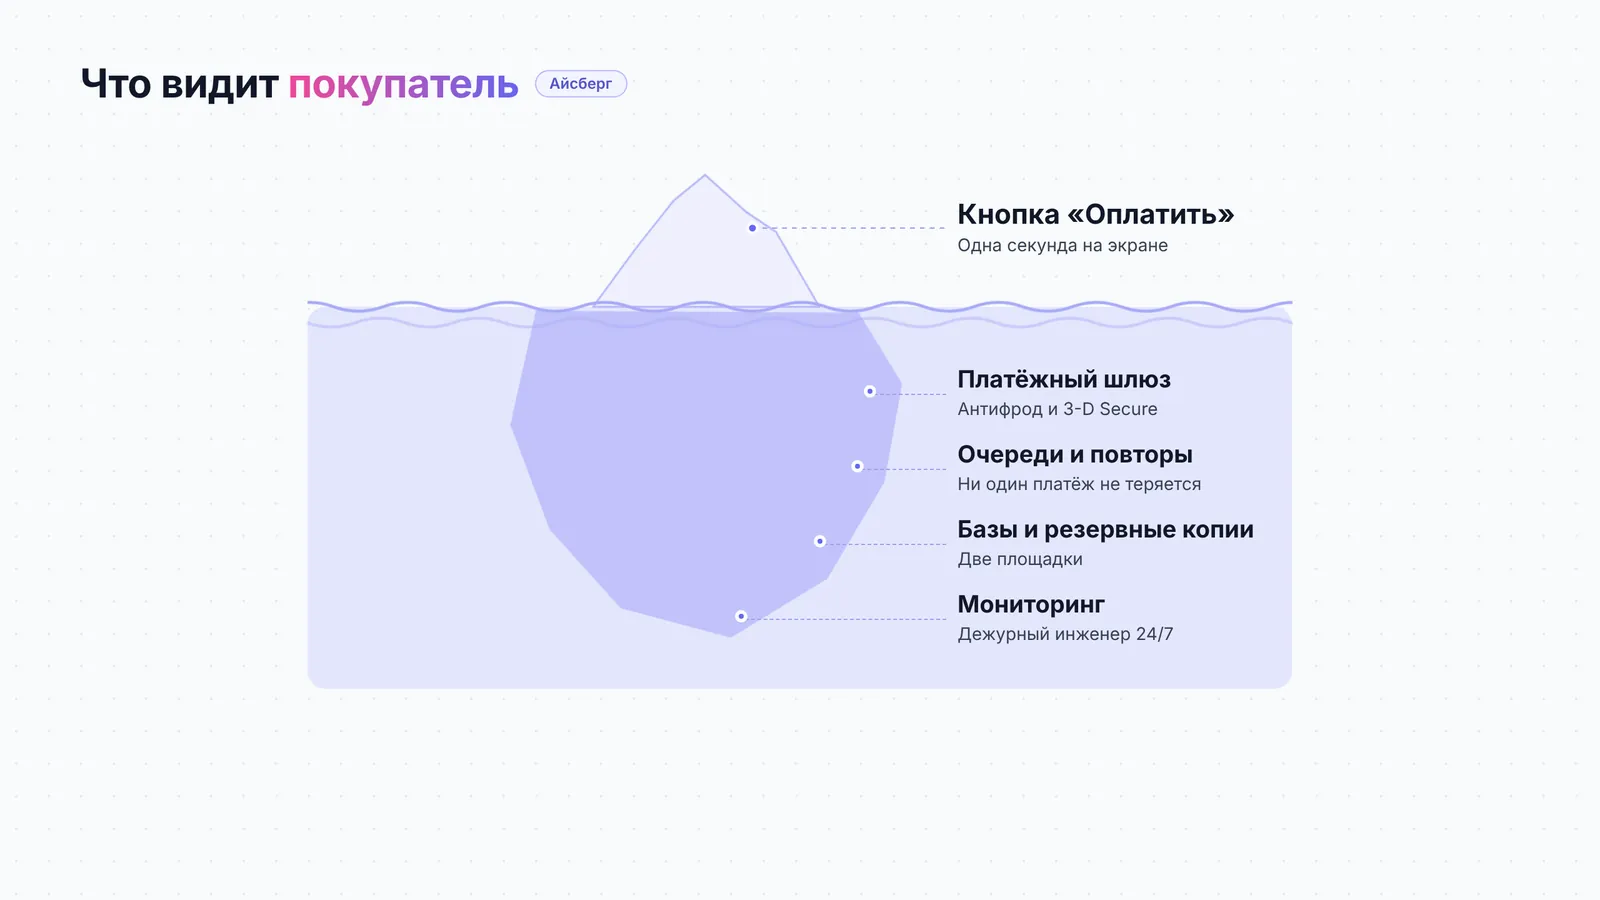 Что видит покупатель
Айсберг
Кнопка «Оплатить»
Одна секунда на экране
Платёжный шлюз
Антифрод и 3-D Secure
Очереди и повторы
Ни один платёж не теряется
Базы и резервные копии
Две площадки
Мониторинг
Дежурный инженер 24/7